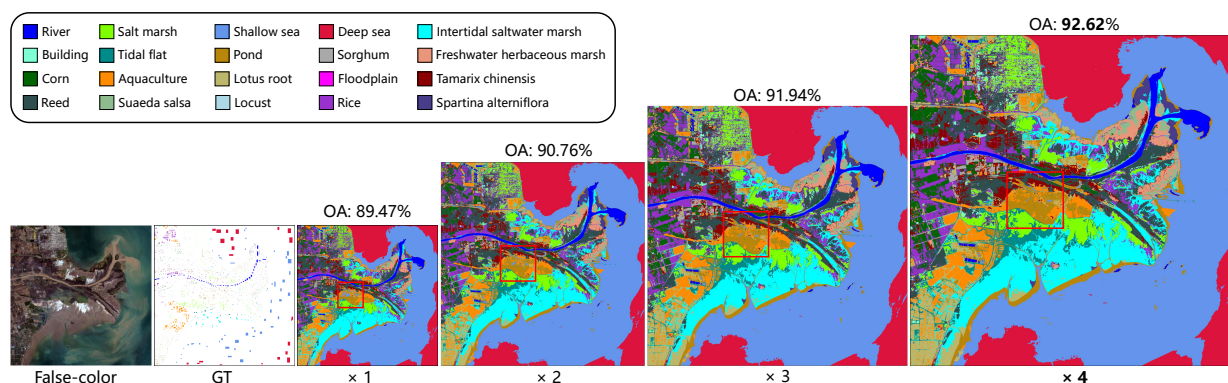 River
Salt marsh
Shallow sea
Deep sea
Intertidal saltwater marsh
Building
Tidal flat
Pond
Sorghum
Freshwater herbaceous marsh
Corn
Aquaculture
Lotus root
Floodplain
Tamarix chinensis
Reed
Suaeda salsa
Locust
Rice
Spartina alterniflora
OA: 89.47%
OA: 90.76%
OA: 91.94%
OA: 92.62%
False-color
GT
× 1
× 2
× 3
× 4